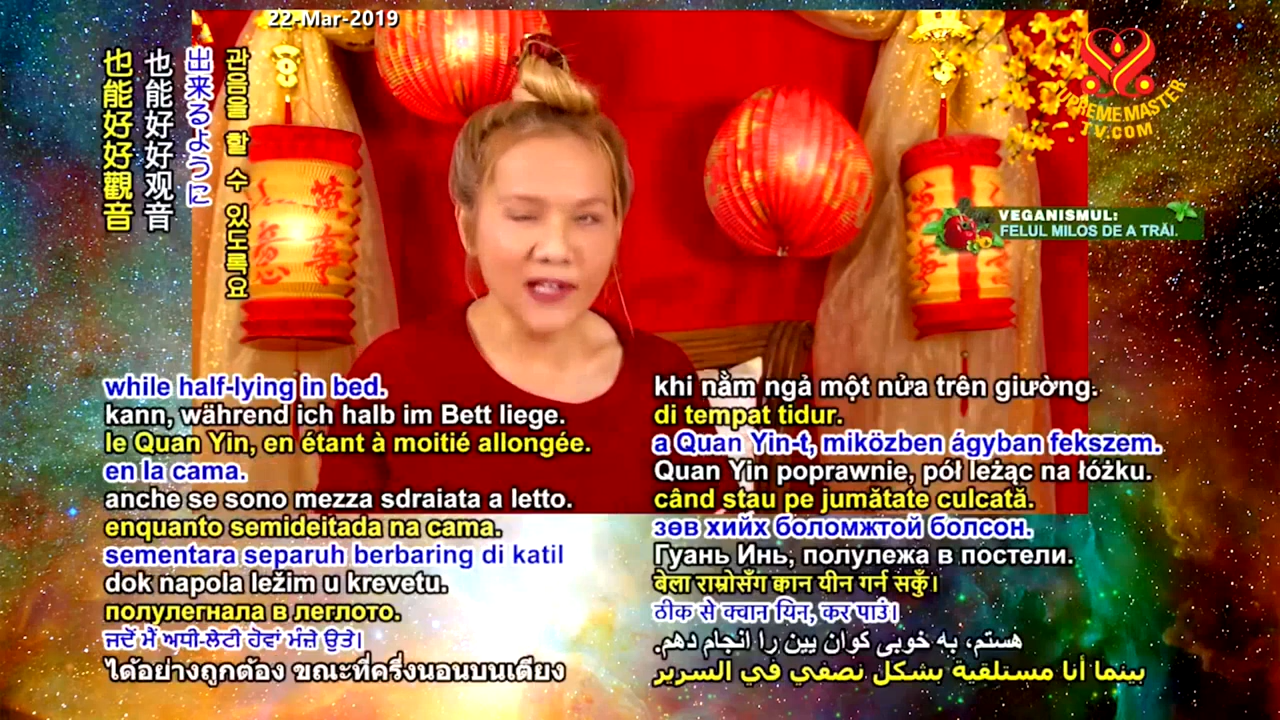 22-Mar-2019
也能好好觀音
也能好好观音
出来るように
관음을 할 수 있도록요
SUPREME MASTER
TV.COM
VEGANISMUL:
FELUL MILOS DE A TRĂI.
while half-lying in bed.
kann, während ich halb im Bett liege.
le Quan Yin, en étant à moitié allongée.
en la cama.
anche se sono mezza sdraiata a letto.
enquanto semideitada na cama.
sementara separuh berbaring di katil
dok napola ležim u krevetu.
полулегнала в леглото.
ਜਦੋਂ ਮੈਂ ਅਧੀ-ਲੇਟੀ ਹੋਵਾਂ ਮੰਜੇ ਉਤੇ।
ได้อย่างถูกต้อง ขณะที่ครึ่งนอนบนเตียง
khi nằm ngả một nửa trên giường.
di tempat tidur.
a Quan Yin-t, miközben ágyban fekszem.
Quan Yin poprawnie, pół leżąc na łóżku.
când stau pe jumătate culcată.
зөв хийх боломжтой болсон.
Гуань Инь, полулежа в постели.
बेला राम्रोसँग क्वान यीन गर्न सकुँ।
ठीक से क्वान यिन, कर पाउं।
هستم، به خوبی کوان یین را انجام دهم.
بينما أنا مستلقية بشكل نصفي في السرير